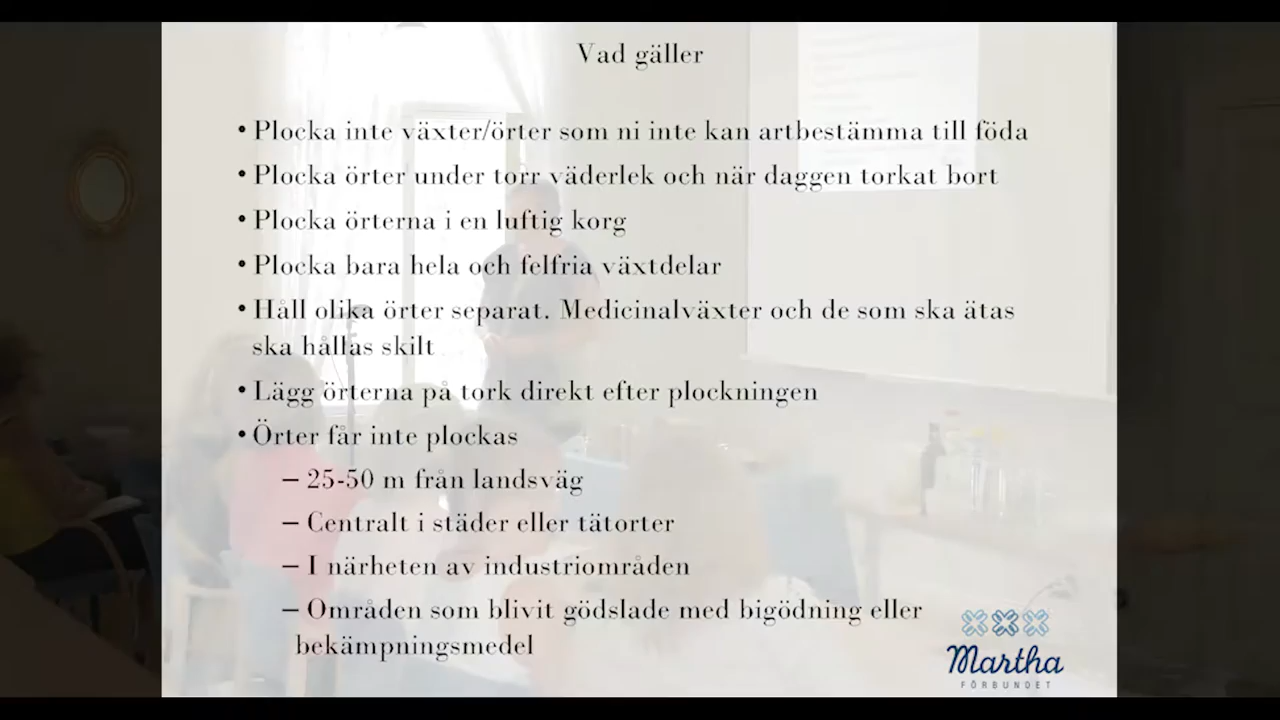 Vad gäller
• Plocka inte växter/örter som ni inte kan artbestämma till föda
• Plocka örter under torr väderlek och när daggen torkat bort
• Plocka örterna i en luftig korg
• Plocka bara hela och felfria växtdelar
• Håll olika örter separat. Medicinalväxter och de som ska ätas
ska hållas skilt
• Lägg örterna på tork direkt efter plockningen
• Örter får inte plockas
– 25-50 m från landsväg
– Centralt i städer eller tätorter
– I närheten av industriområden
– Områden som blivit gödslade med bigödning eller
bekämpningsmedel
Martha
FÖRBUNDET